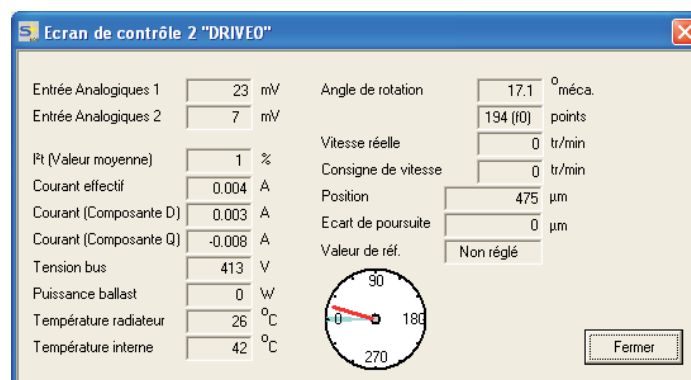 S Ecran de contrôle 2 "DRIVE0"
Entrée Analogiques 1 23 mV
Entrée Analogiques 2 7 mV
I²t (Valeur moyenne) 1 %
Courant effectif 0.004 A
Courant (Composante D) 0.003 A
Courant (Composante Q) -0.008 A
Tension bus 413 V
Puissance ballast 0 W
Température radiateur 26 °C
Température interne 42 °C
Angle de rotation 17.1 °méca.
194 (f0) points
Vitesse réelle 0 tr/min
Consigne de vitesse 0 tr/min
Position 475 µm
Ecart de poursuite 0 µm
Valeur de réf. Non réglé
90
0 180
270
Fermer